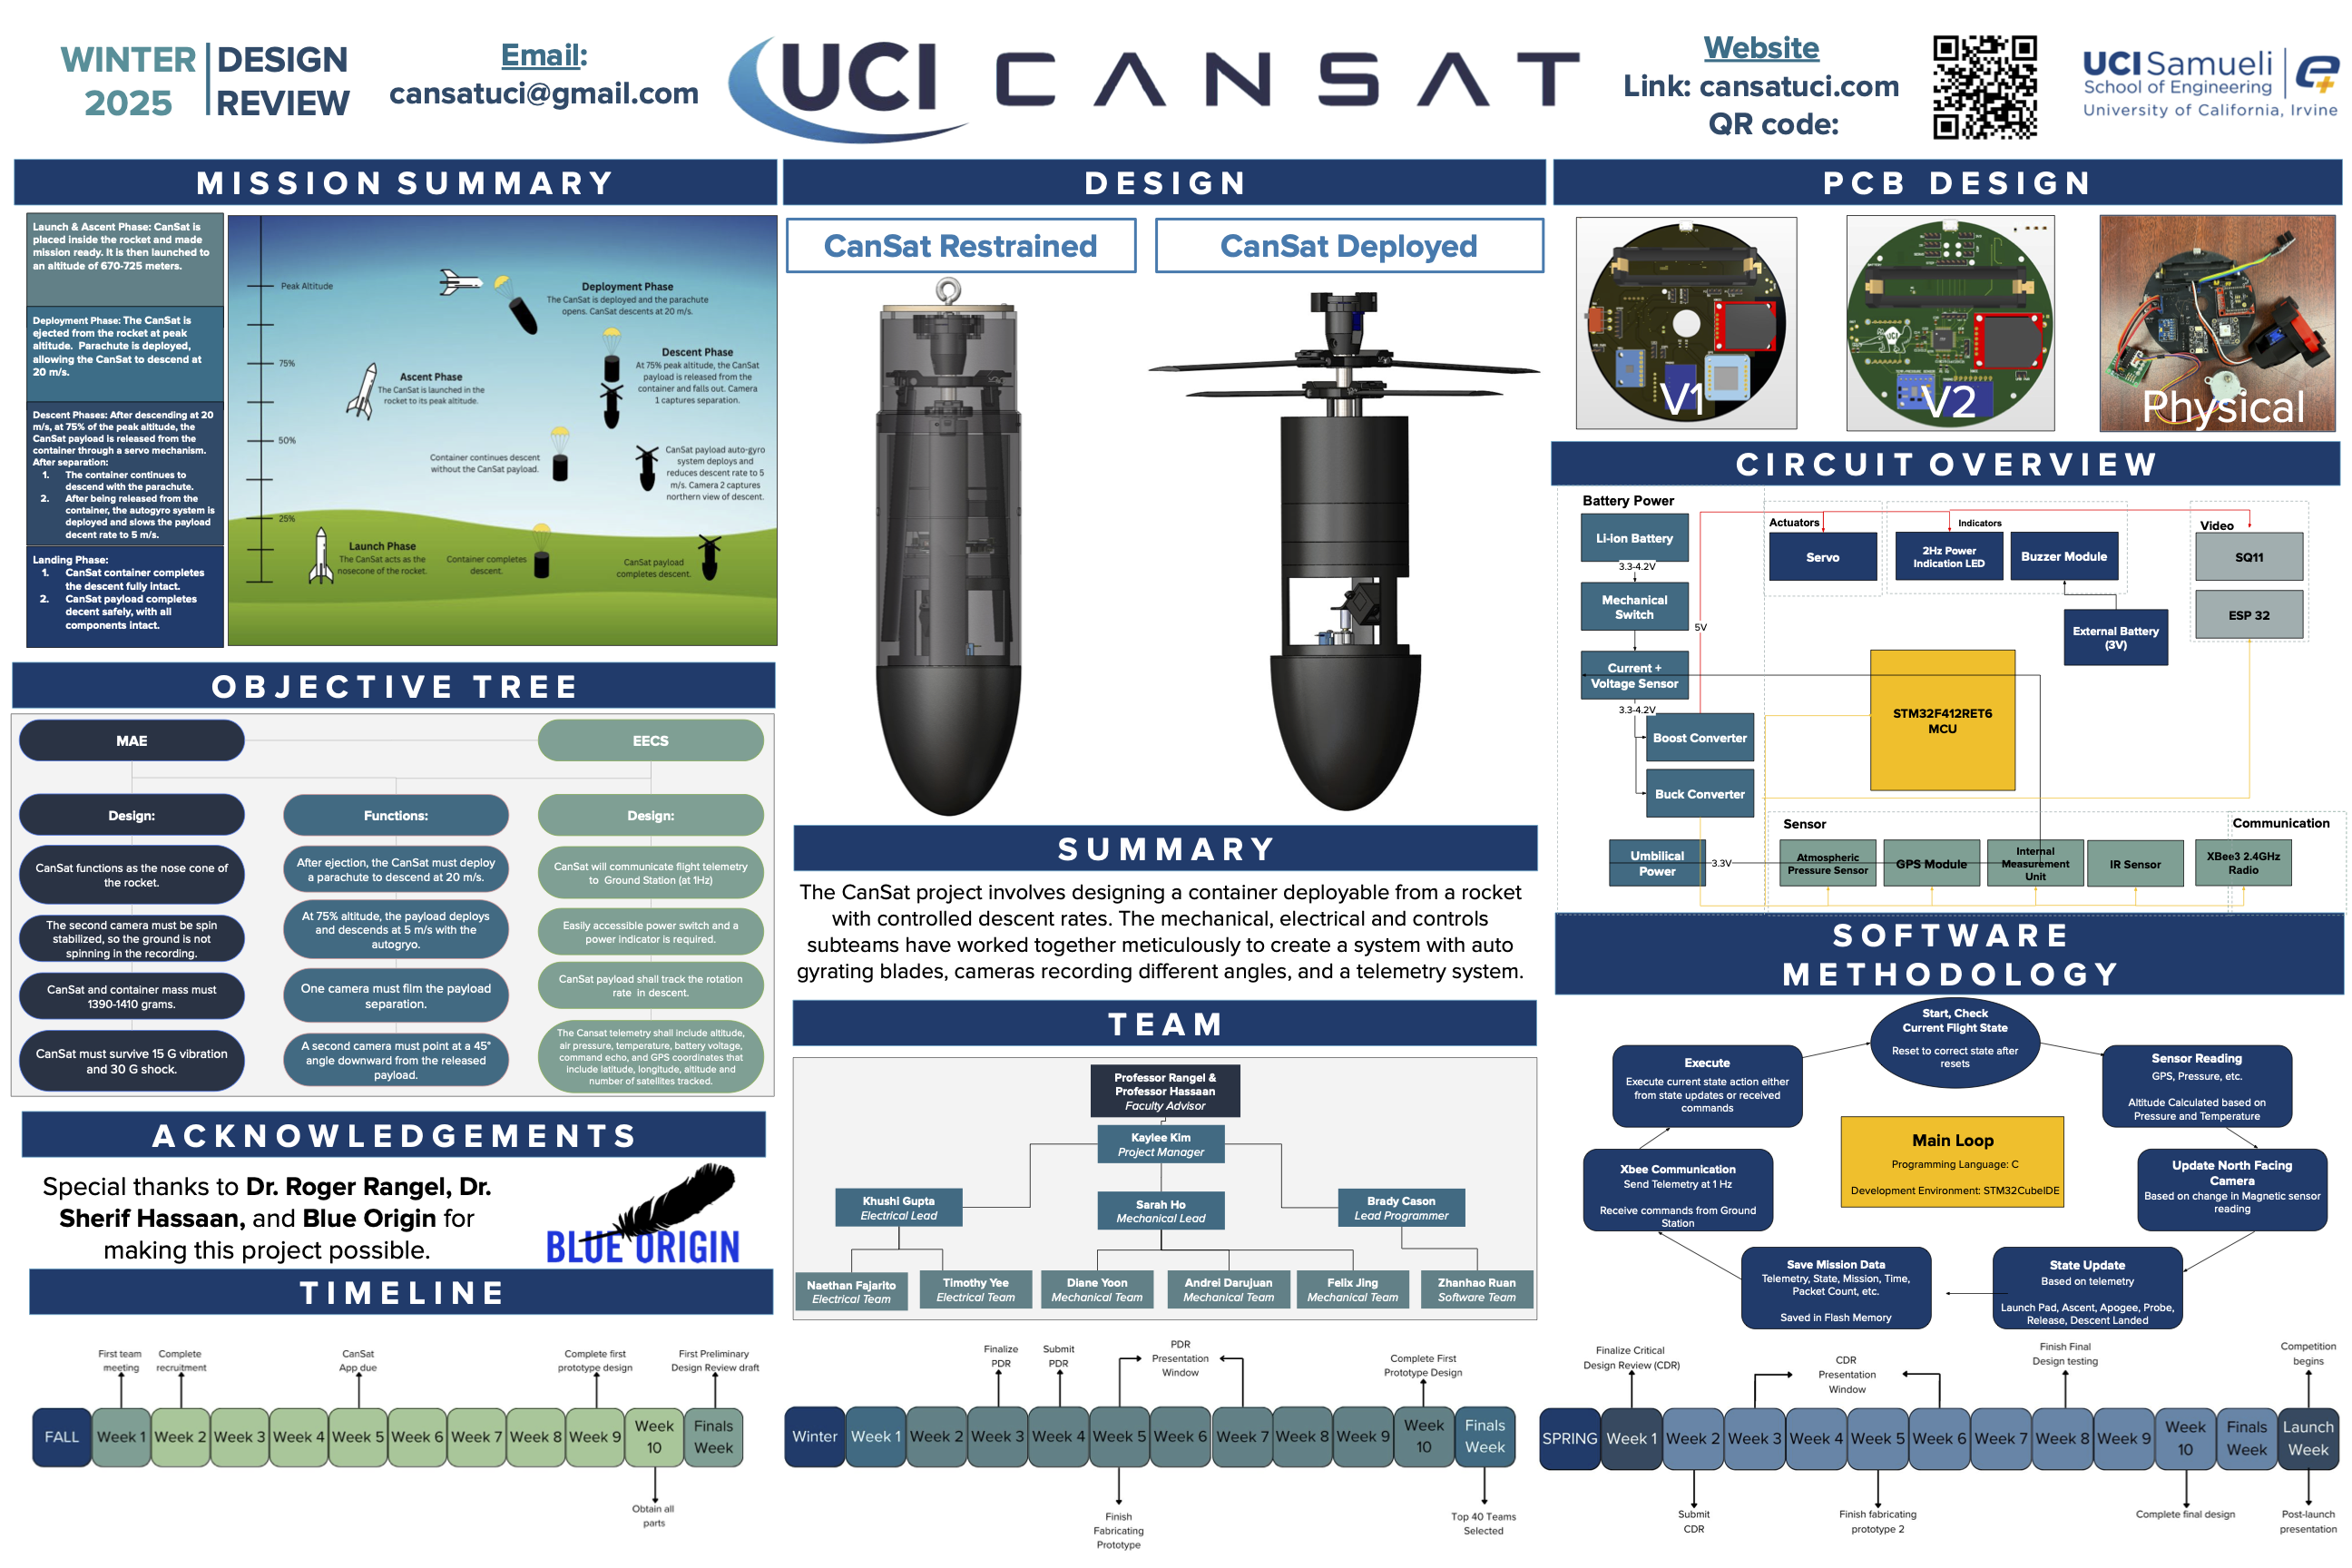 WINTER
2025
DESIGN
REVIEW
Email:
cansatuci@gmail.com
UCI CANSAT
Website
Link: cansatuci.com
QR code:
UCI Samueli
School of Engineering
University of California, Irvine
MISSION SUMMARY
Launch & Ascent Phase: CanSat is
placed inside the rocket and made
mission ready. It is then launched to
an altitude of 670-725 meters.
Deployment Phase: The CanSat is
ejected from the rocket at peak
altitude. Parachute is deployed,
allowing the CanSat to descend at
20 m/s.
Descent Phases: After descending at 20
m/s, at 75% of the peak altitude, the
CanSat payload is released from the
container through a servo mechanism.
After separation:
1. The container continues to
descend with the parachute.
2. After being released from the
container, the autogyro system is
deployed and slows the payload
decent rate to 5 m/s.
Landing Phase:
1. CanSat container completes
the descent fully intact.
2. CanSat payload completes
decent safely, with all
components intact.
Peak Altitude
75%
50%
25%
Deployment Phase
The CanSat is deployed and the parachute
opens. CanSat descents at 20 m/s.
Descent Phase
At 75% peak altitude, the CanSat
payload is released from the
container and falls out. Camera
1 captures separation.
Ascent Phase
The CanSat is launched in the
rocket to its peak altitude.
Container continues descent
without the CanSat payload.
CanSat payload auto-gyro
system deploys and
reduces descent rate to 5
m/s. Camera 2 captures
northern view of descent.
Launch Phase
The CanSat acts as the
nosecone of the rocket.
Container completes
descent.
CanSat payload
completes descent.
OBJECTIVE TREE
MAE
EECS
Design:
Functions:
Design:
CanSat functions as the nose cone of
the rocket.
The second camera must be spin
stabilized, so the ground is not
spinning in the recording.
CanSat and container mass must
1390-1410 grams.
CanSat must survive 15 G vibration
and 30 G shock.
After ejection, the CanSat must deploy
a parachute to descend at 20 m/s.
At 75% altitude, the payload deploys
and descends at 5 m/s with the
autogryo.
One camera must film the payload
separation.
A second camera must point at a 45°
angle downward from the released
payload.
CanSat will communicate flight telemetry
to Ground Station (at 1Hz)
Easily accessible power switch and a
power indicator is required.
CanSat payload shall track the rotation
rate in descent.
The Cansat telemetry shall include altitude,
air pressure, temperature, battery voltage,
command echo, and GPS coordinates that
include latitude, longitude, altitude and
number of satellites tracked.
ACKNOWLEDGEMENTS
Special thanks to Dr. Roger Rangel, Dr.
Sherif Hassaan, and Blue Origin for
making this project possible.
BLUE ORIGIN
DESIGN
CanSat Restrained
CanSat Deployed
SUMMARY
The CanSat project involves designing a container deployable from a rocket
with controlled descent rates. The mechanical, electrical and controls
subteams have worked together meticulously to create a system with auto
gyrating blades, cameras recording different angles, and a telemetry system.
TEAM
Professor Rangel &
Professor Hassaan
Faculty Advisor
Kaylee Kim
Project Manager
Khushi Gupta
Electrical Lead
Sarah Ho
Mechanical Lead
Brady Cason
Lead Programmer
Naethan Fajarito
Electrical Team
Timothy Yee
Electrical Team
Diane Yoon
Mechanical Team
Andrei Darujuan
Mechanical Team
Felix Jing
Mechanical Team
Zhanhao Ruan
Software Team
PCB DESIGN
V1
V2
Physical
CIRCUIT OVERVIEW
Battery Power
Li-ion Battery
3.3-4.2V
Mechanical
Switch
Current +
Voltage Sensor
3.3-4.2V
Boost Converter
Buck Converter
Umbilical
Power
5V
3.3V
Actuators
Servo
Indicators
2Hz Power
Indication LED
Buzzer Module
External Battery
(3V)
Video
SQ11
ESP 32
STM32F412RET6
MCU
Sensor
Atmospheric
Pressure Sensor
GPS Module
Internal
Measurement
Unit
IR Sensor
Communication
XBee3 2.4GHz
Radio
SOFTWARE
METHODOLOGY
Start, Check
Current Flight State
Reset to correct state after
resets
Sensor Reading
GPS, Pressure, etc.
Altitude Calculated based on
Pressure and Temperature
Update North Facing
Camera
Based on change in Magnetic sensor
reading
State Update
Based on telemetry
Launch Pad, Ascent, Apogee, Probe,
Release, Descent Landed
Save Mission Data
Telemetry, State, Mission, Time,
Packet Count, etc.
Saved in Flash Memory
Xbee Communication
Send Telemetry at 1 Hz
Receive commands from Ground
Station
Execute
Execute current state action either
from state updates or received
commands
Main Loop
Programming Language: C
Development Environment: STM32CubeIDE
TIMELINE
First team
meeting
Complete
recruitment
CanSat
App due
Complete first
prototype design
First Preliminary
Design Review draft
FALL
Week 1
Week 2
Week 3
Week 4
Week 5
Week 6
Week 7
Week 8
Week 9
Week
10
Finals
Week
Obtain all
parts
Finalize
PDR
Submit
PDR
PDR
Presentation
Window
Complete First
Prototype Design
Winter
Week 1
Week 2
Week 3
Week 4
Week 5
Week 6
Week 7
Week 8
Week 9
Week
10
Finals
Week
Finish
Fabricating
Prototype
Top 40 Teams
Selected
Finalize Critical
Design Review (CDR)
CDR
Presentation
Window
Finish Final
Design testing
Competition
begins
SPRING
Week 1
Week 2
Week 3
Week 4
Week 5
Week 6
Week 7
Week 8
Week 9
Week
10
Finals
Week
Launch
Week
Submit
CDR
Finish fabricating
prototype 2
Complete final design
Post-launch
presentation